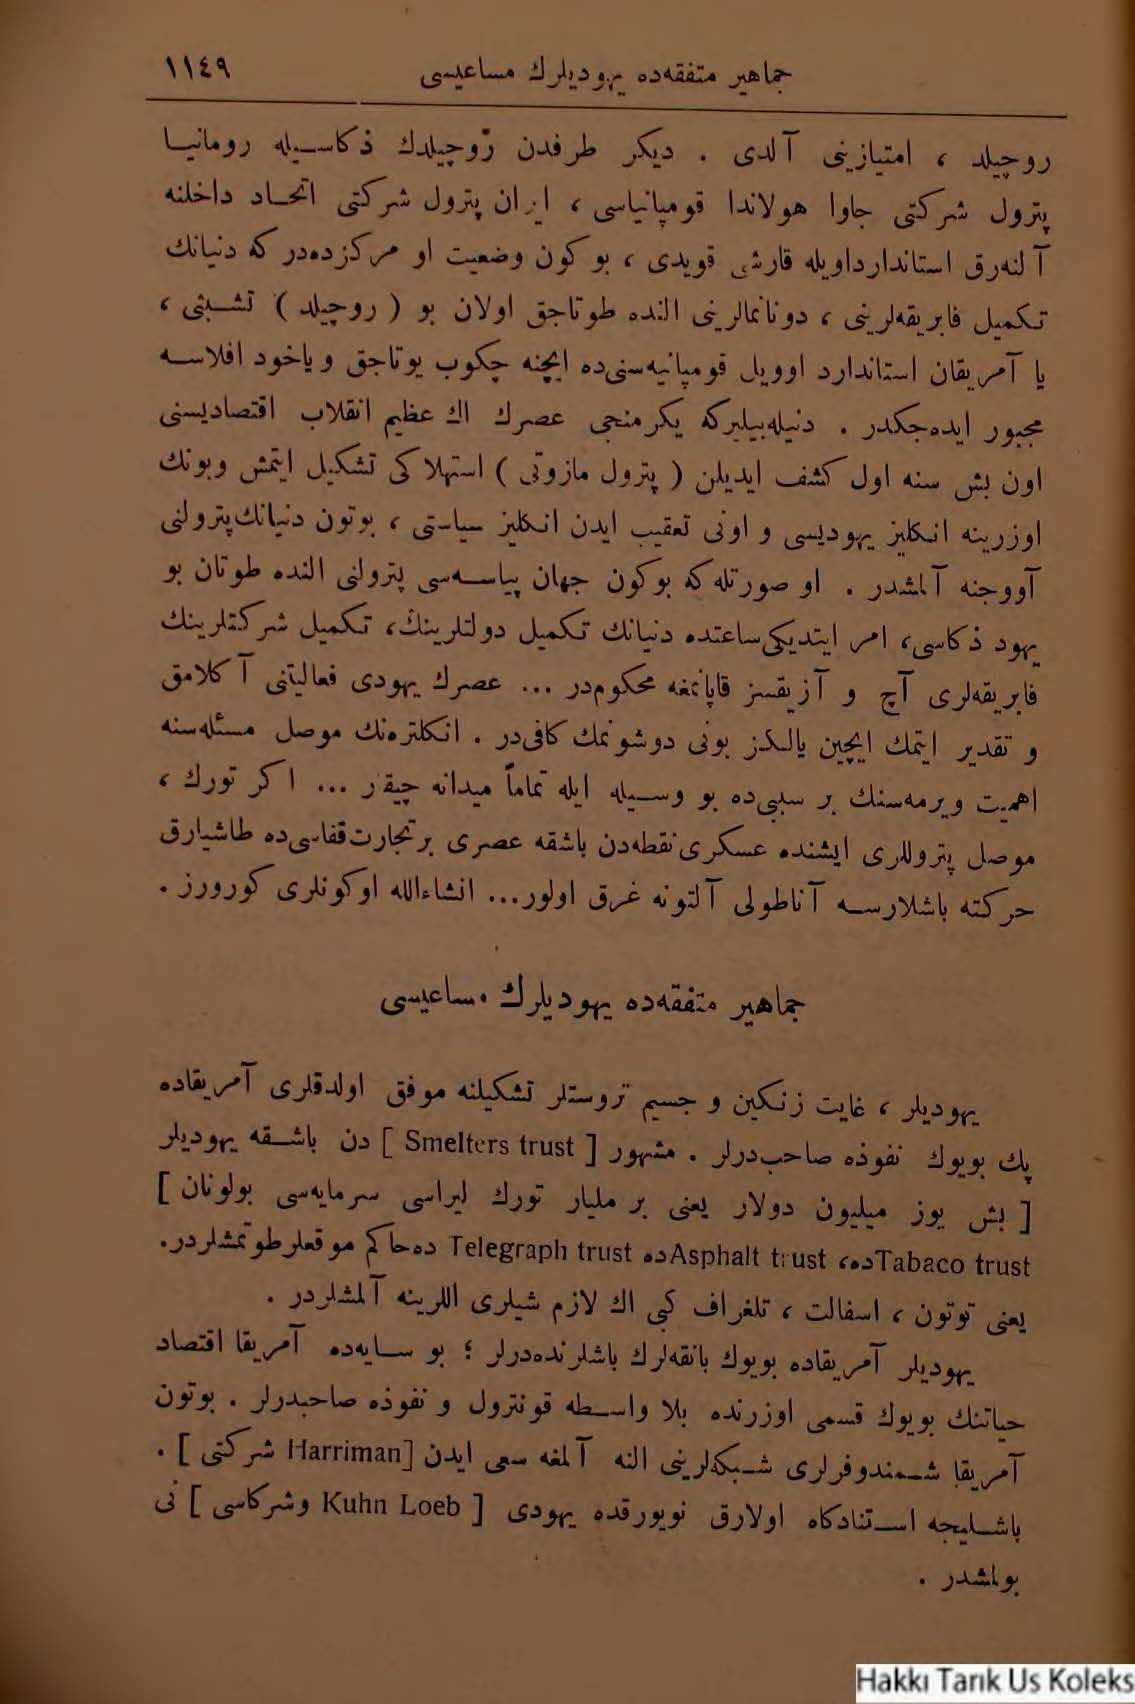 جماهیر متفقه‌ده یهودیلرك مساعیسی ١١٤٩
روچیلد ، امتیازینی آلدی . دیكر طرفدن روچیلدك ذكاسیله رومانیا
پترول شركتی جاوا هولاندا قومپانیاسی ، ایران پترول شركتی اتحاد داخلنه
آلنه‌رق استاندارداویله قارشی قویدی ، بو كون وضعیت او مركزده‌در كه دنیانك
تكمیل فابریقه‌لرینی ، دونانمالرینی النده طوتاجق اولان بو ( روچیلد ) تشبثی ،
یا آمریقان استاندارد اوویل قومپانیه‌سنی‌ده ایچنه چكوب یوتاجق ویاخود افلاسه
مجبور ایده‌جكدر . دنیله‌بیلیركه یكرمنجی عصرك اك عظیم انقلاب اقتصادیسنی
اون بش سنه اول كشف ایدیلن ( پترول مازوتی ) استهلاكی تشكیل ایتمش وبونك
اوزرینه انكلیز یهودیسی و اونی تعقیب ایدن انكلیز سیاستی ، بوتون دنیانك پترولنی
آووجنه آلمشدر . او صورتله كه بوكون جهان پیاسه‌سی پترولنی النده طوتان بو
یهود ذكاسی، امر ایتدیكی ساعتده دنیانك تكمیل دولتلرینك، تكمیل شركتلرینك
فابریقه‌لری آچ و آزیقسز قاپانمغه محكوم‌در ... عصرك یهودی فعالیتنی آكلامق
و تقدیر ایتمك ایچین یالكز بونی دوشونمك كافی‌در . انكلتره‌نك موصل مسئله‌سنه
اهمیت ویرمه‌سنك بر سببی‌ده بو وسیله ایله تماماً میدانه چیقار ... اكر تورك ،
موصل پتروللری ایشنده عسكری نقطه‌دن باشقه عصری بر تجارت قفاسی‌ده طاشیارق
حركته باشلارسه آناطولی آلتونه غرق اولور... انشاءالله اوكونلری كورورز .
جماهیر متفقه‌ده یهودیلرك مساعیسی
یهودیلر ، غایت زنكین و جسیم تروستلر تشكیلنه موفق اولدقلری آمریقاده
پك بویوك نفوذه صاحب‌درلر . مشهور [ Smelters trust ] دن باشقه یهودیلر
[ بش یوز میلیون دولار یعنی بر ملیار تورك لیراسی سرمایه‌سی بولونان ]
Tabaco trust ده، Asphalt trust ده Telegraph trust ده‌حاكم موقعلر طوتمشلردر.
یعنی توتون ، اسفالت ، تلغراف كبی اك لازم شیلری اللرینه آلمشلردر .
یهودیلر آمریقاده بویوك بانقه‌لرك باشلرنده‌درلر ؛ بو سایه‌ده آمریقا اقتصاد
حیاتنك بویوك قسمی اوزرنده بلا واسطه قونترول و نفوذه صاحبدرلر . بوتون
آمریقا شمندوفرلری شبكه‌لرینی النه آلمغه سعی ایدن [Harriman شركتی ] .
باشلیجه استنادكاه اولارق نویورقده یهودی [ Kuhn Loeb وشركاسی ] نی
بولمشدر .
Hakkı Tarık Us Koleks